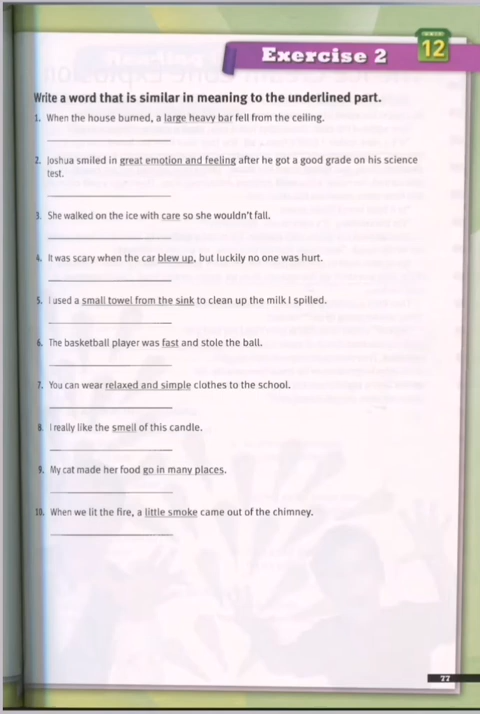 UNIT
12
Exercise 2
Write a word that is similar in meaning to the underlined part.
1. When the house burned, a large heavy bar fell from the ceiling.
2. Joshua smiled in great emotion and feeling after he got a good grade on his science
test.
3. She walked on the ice with care so she wouldn't fall.
4. It was scary when the car blew up, but luckily no one was hurt.
5. I used a small towel from the sink to clean up the milk I spilled.
6. The basketball player was fast and stole the ball.
7. You can wear relaxed and simple clothes to the school.
8. I really like the smell of this candle.
9. My cat made her food go in many places.
10. When we lit the fire, a little smoke came out of the chimney.
77